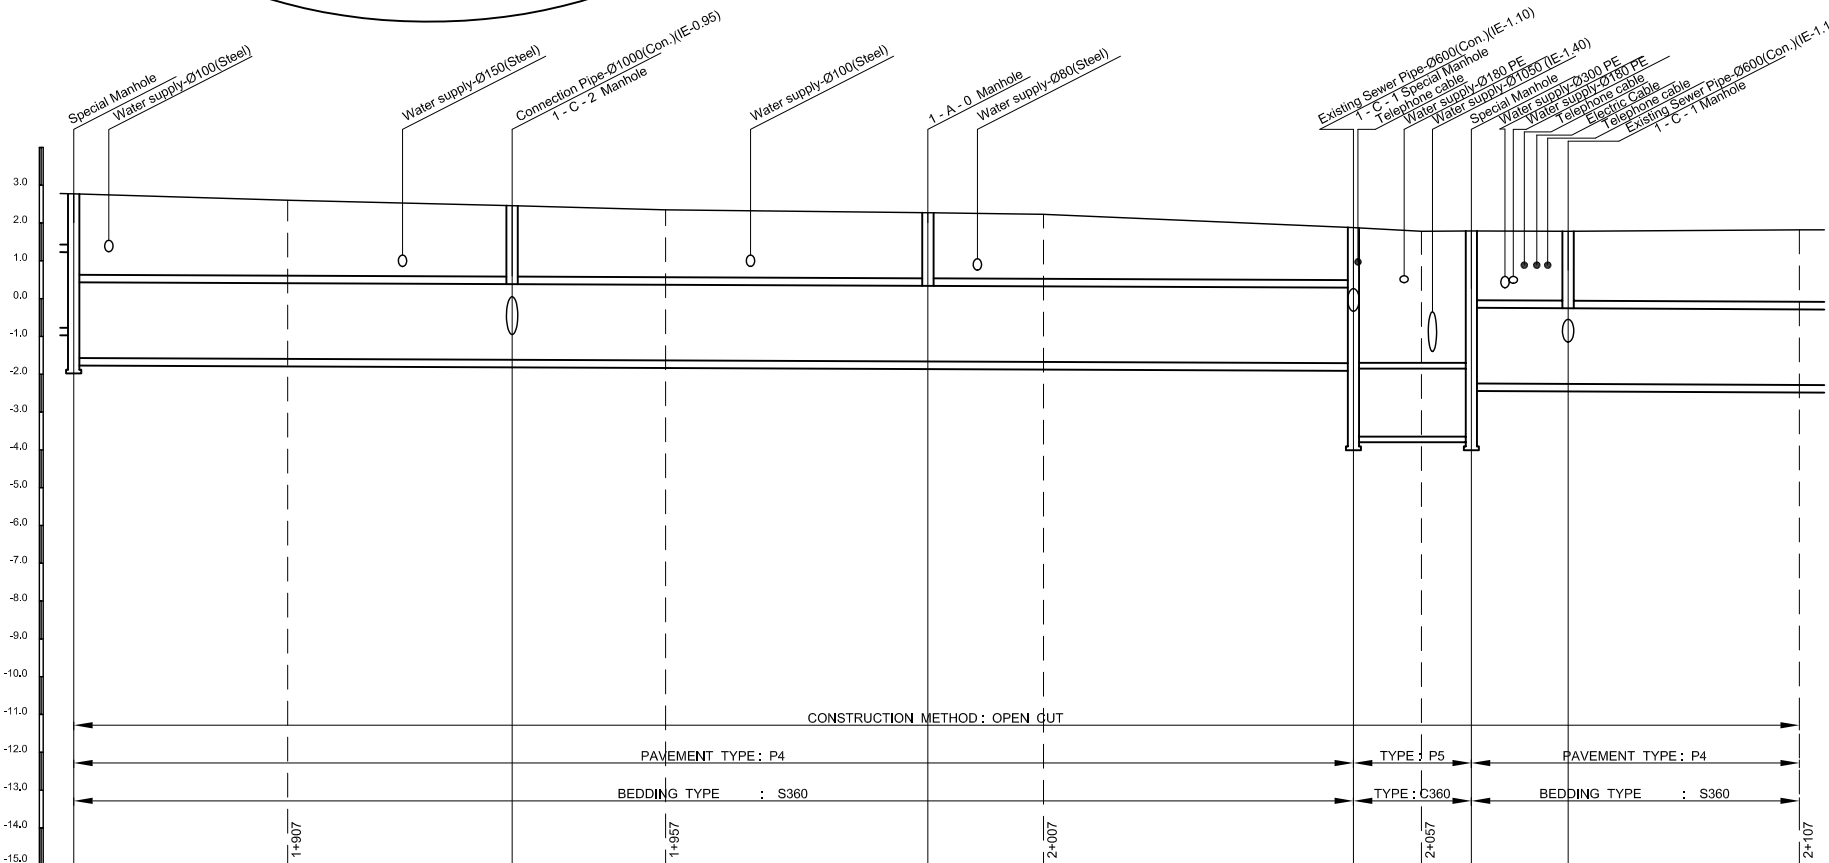 Special Manhole
Water supply-Ø100(Steel)
Water supply-Ø150(Steel)
Connection Pipe-Ø1000(Con.)(IE-0.95)
1 - C - 2 Manhole
Water supply-Ø100(Steel)
1 - A - 0 Manhole
Water supply-Ø80(Steel)
Existing Sewer Pipe-Ø600(Con.)(IE-1.10)
1 - C - 1 Special Manhole
Telephone cable
Water supply-Ø180 PE
Water supply-Ø1050 (IE-1.40)
Special Manhole
Water supply-Ø300 PE
Water supply-Ø180 PE
Telephone cable
Electric Cable
Telephone cable
Existing Sewer Pipe-Ø600(Con.)(IE-1.1
1 - C - 1 Manhole
3.0
2.0
1.0
0.0
-1.0
-2.0
-3.0
-4.0
-5.0
-6.0
-7.0
-8.0
-9.0
-10.0
-11.0
-12.0
-13.0
-14.0
-15.0
CONSTRUCTION METHOD : OPEN CUT
PAVEMENT TYPE : P4
TYPE : P5
PAVEMENT TYPE : P4
BEDDING TYPE : S360
TYPE : C360
BEDDING TYPE : S360
1+907
1+957
2+007
2+057
2+107